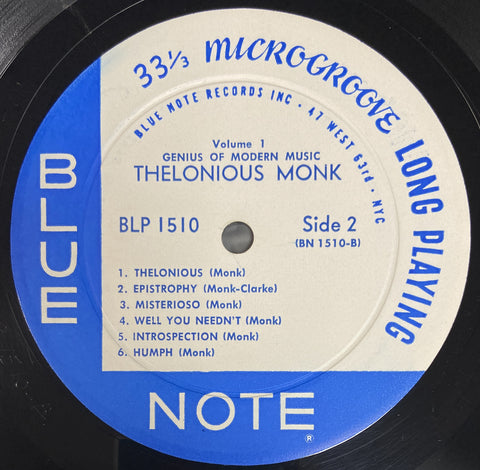 33⅓ MICROGROOVE LONG PLAYING
BLUE NOTE RECORDS INC • 47 WEST 63rd • NYC
Volume 1
GENIUS OF MODERN MUSIC
THELONIOUS MONK
BLP 1510 Side 2
(BN 1510-B)
1. THELONIOUS (Monk)
2. EPISTROPHY (Monk-Clarke)
3. MISTERIOSO (Monk)
4. WELL YOU NEEDN'T (Monk)
5. INTROSPECTION (Monk)
6. HUMPH (Monk)
BLUE
NOTE
®